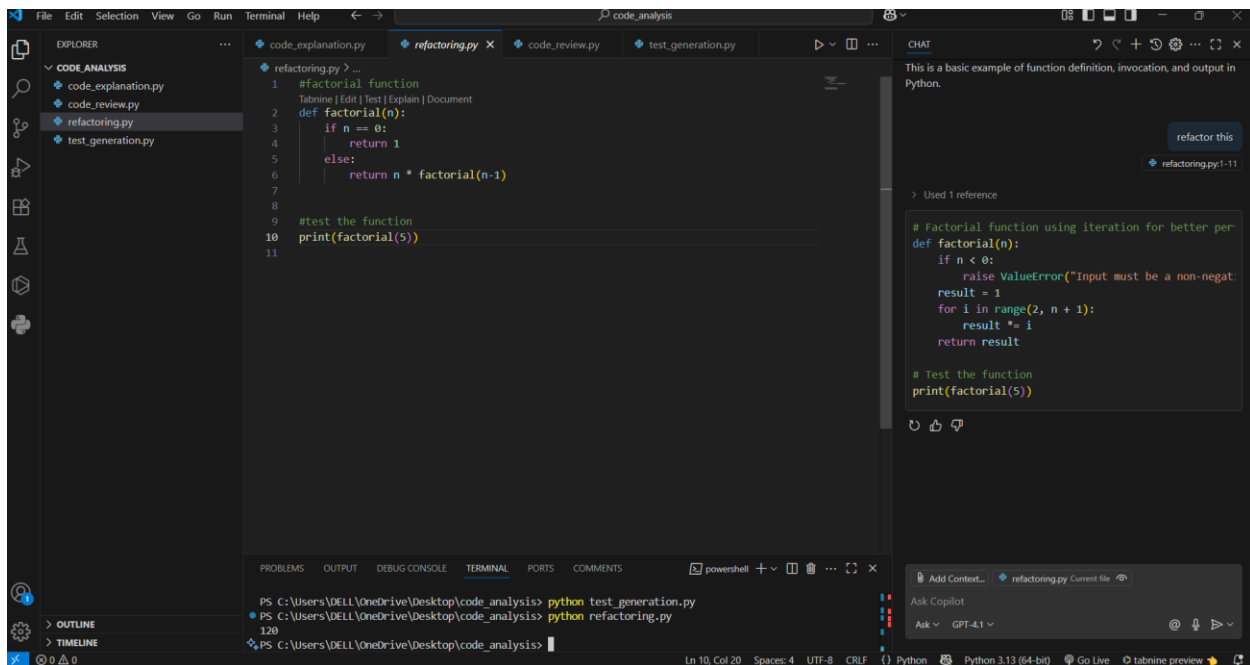 File Edit Selection View Go Run Terminal Help
code_analysis
EXPLORER
CODE_ANALYSIS
code_explanation.py
code_review.py
refactoring.py
test_generation.py
OUTLINE
TIMELINE
code_explanation.py refactoring.py code_review.py test_generation.py
refactoring.py > ...
1 #factorial function
Tabnine | Edit | Test | Explain | Document
2 def factorial(n):
3 if n == 0:
4 return 1
5 else:
6 return n * factorial(n-1)
7
8
9 #test the function
10 print(factorial(5))
11
PROBLEMS OUTPUT DEBUG CONSOLE TERMINAL PORTS COMMENTS
powershell
PS C:\Users\DELL\OneDrive\Desktop\code_analysis> python test_generation.py
PS C:\Users\DELL\OneDrive\Desktop\code_analysis> python refactoring.py
120
PS C:\Users\DELL\OneDrive\Desktop\code_analysis>
CHAT
This is a basic example of function definition, invocation, and output in
Python.
refactor this
refactoring.py:1-11
> Used 1 reference
# Factorial function using iteration for better per
def factorial(n):
if n < 0:
raise ValueError("Input must be a non-negat
result = 1
for i in range(2, n + 1):
result *= i
return result
# Test the function
print(factorial(5))
Add Context... refactoring.py Current file
Ask Copilot
Ask GPT-4.1
0 0 Ln 10, Col 20 Spaces: 4 UTF-8 CRLF {} Python Python 3.13 (64-bit) Go Live tabnine preview